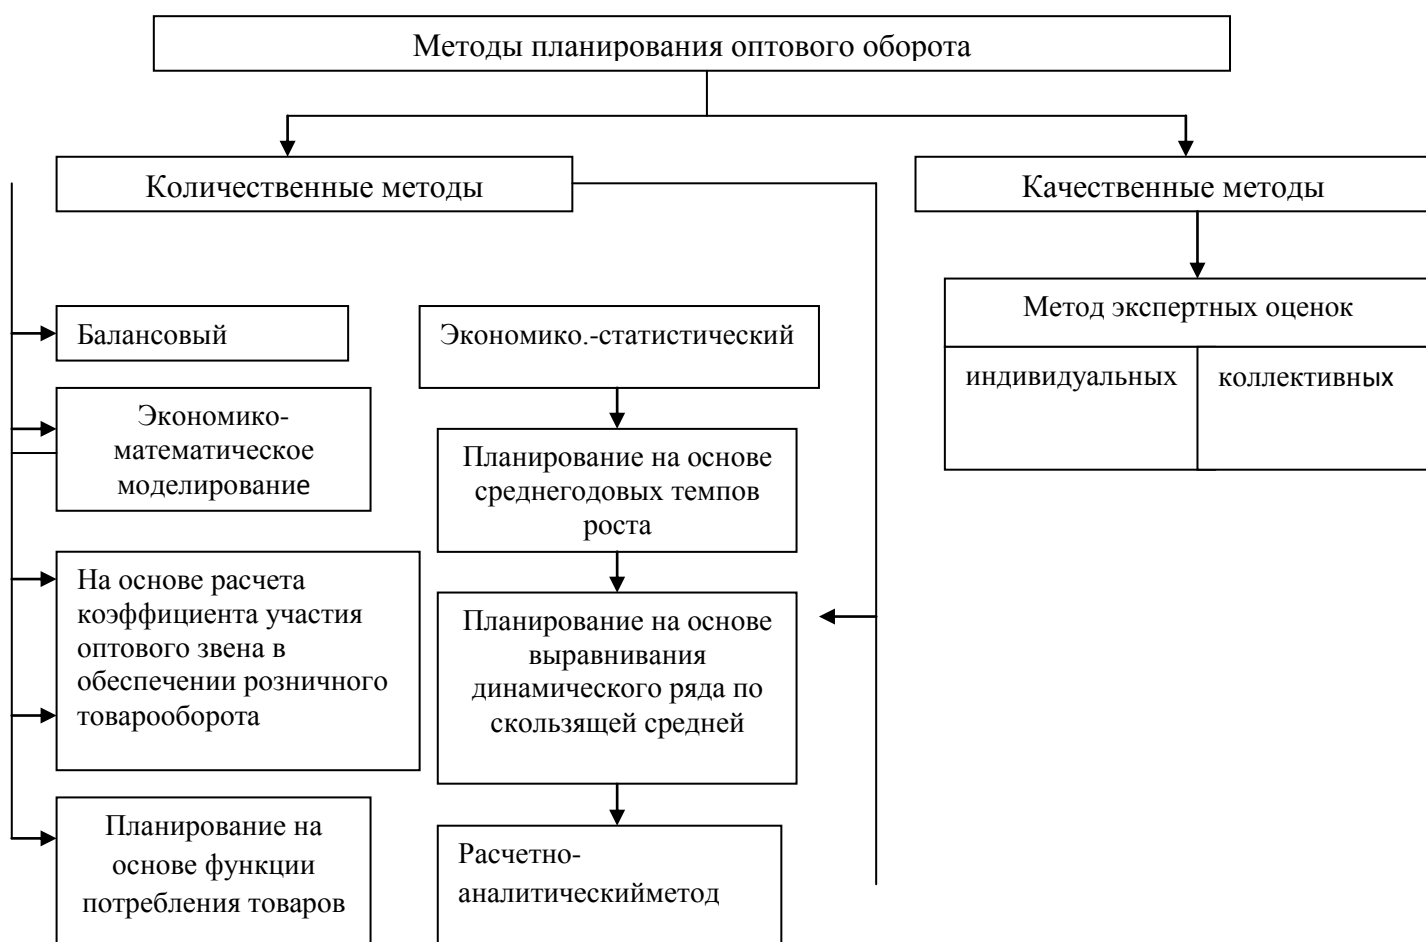 Методы планирования оптового оборота
Количественные методы
Качественные методы
Балансовый
Экономико-
математическое
моделирование
На основе расчета
коэффициента участия
оптового звена в
обеспечении розничного
товарооборота
Планирование на
основе функции
потребления товаров
Экономико.-статистический
Планирование на основе
среднегодовых темпов
роста
Планирование на основе
выравнивания
динамического ряда по
скользящей средней
Расчетно-
аналитическийметод
Метод экспертных оценок
индивидуальных
коллективных